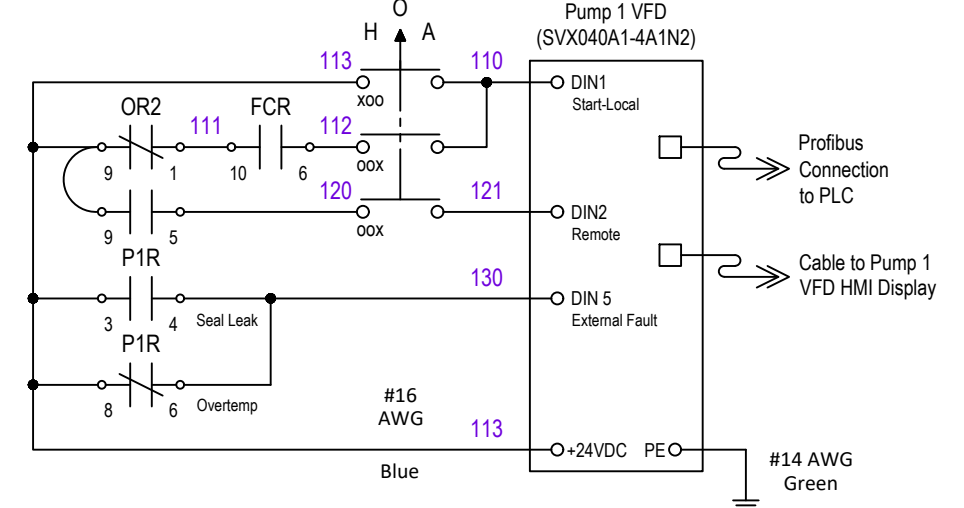 O
H A
Pump 1 VFD
(SVX040A1-4A1N2)
113
110
DIN1
Start-Local
xoo
OR2
111
FCR
112
9
1
10
6
oox
Profibus
Connection
to PLC
120
121
DIN2
Remote
oox
9
5
P1R
130
DIN 5
External Fault
Cable to Pump 1
VFD HMI Display
3
4
Seal Leak
P1R
8
6
Overtemp
#16
AWG
Blue
113
+24VDC
PE
#14 AWG
Green